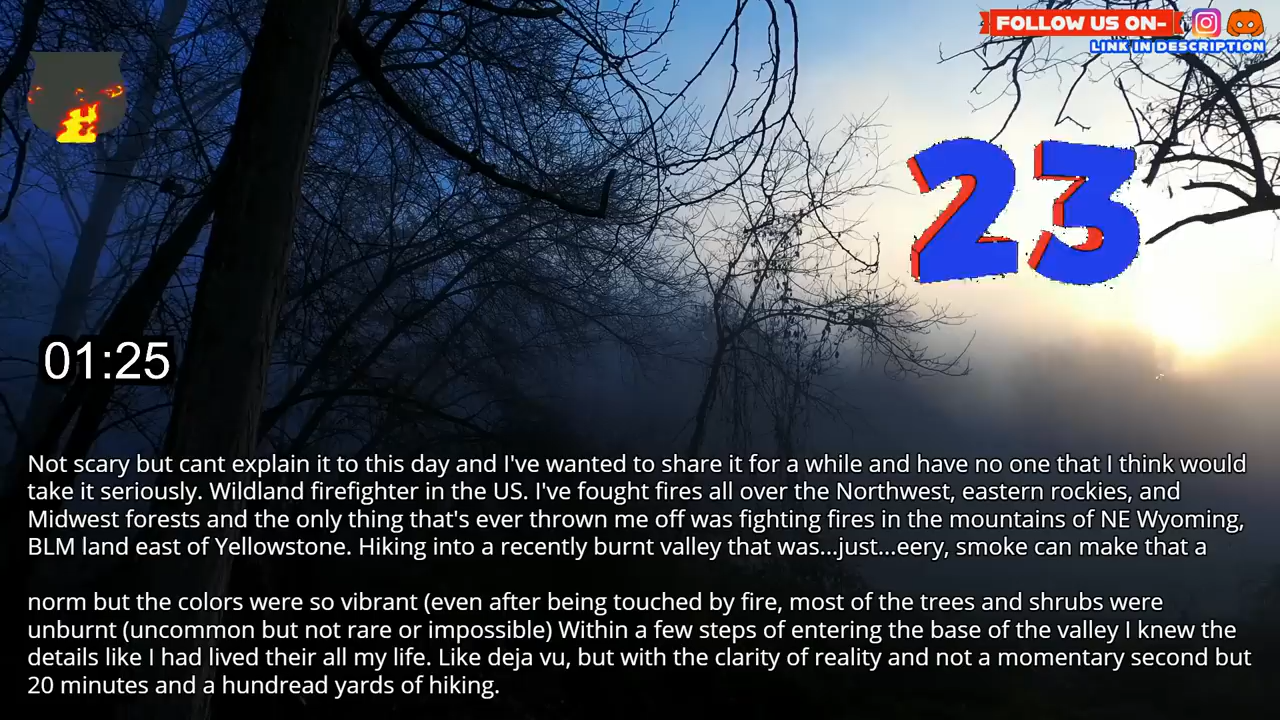 FOLLOW US ON-
LINK IN DESCRIPTION
23
01:25
Not scary but cant explain it to this day and I've wanted to share it for a while and have no one that I think would
take it seriously. Wildland firefighter in the US. I've fought fires all over the Northwest, eastern rockies, and
Midwest forests and the only thing that's ever thrown me off was fighting fires in the mountains of NE Wyoming,
BLM land east of Yellowstone. Hiking into a recently burnt valley that was...just...eery, smoke can make that a
norm but the colors were so vibrant (even after being touched by fire, most of the trees and shrubs were
unburnt (uncommon but not rare or impossible) Within a few steps of entering the base of the valley I knew the
details like I had lived their all my life. Like deja vu, but with the clarity of reality and not a momentary second but
20 minutes and a hundread yards of hiking.